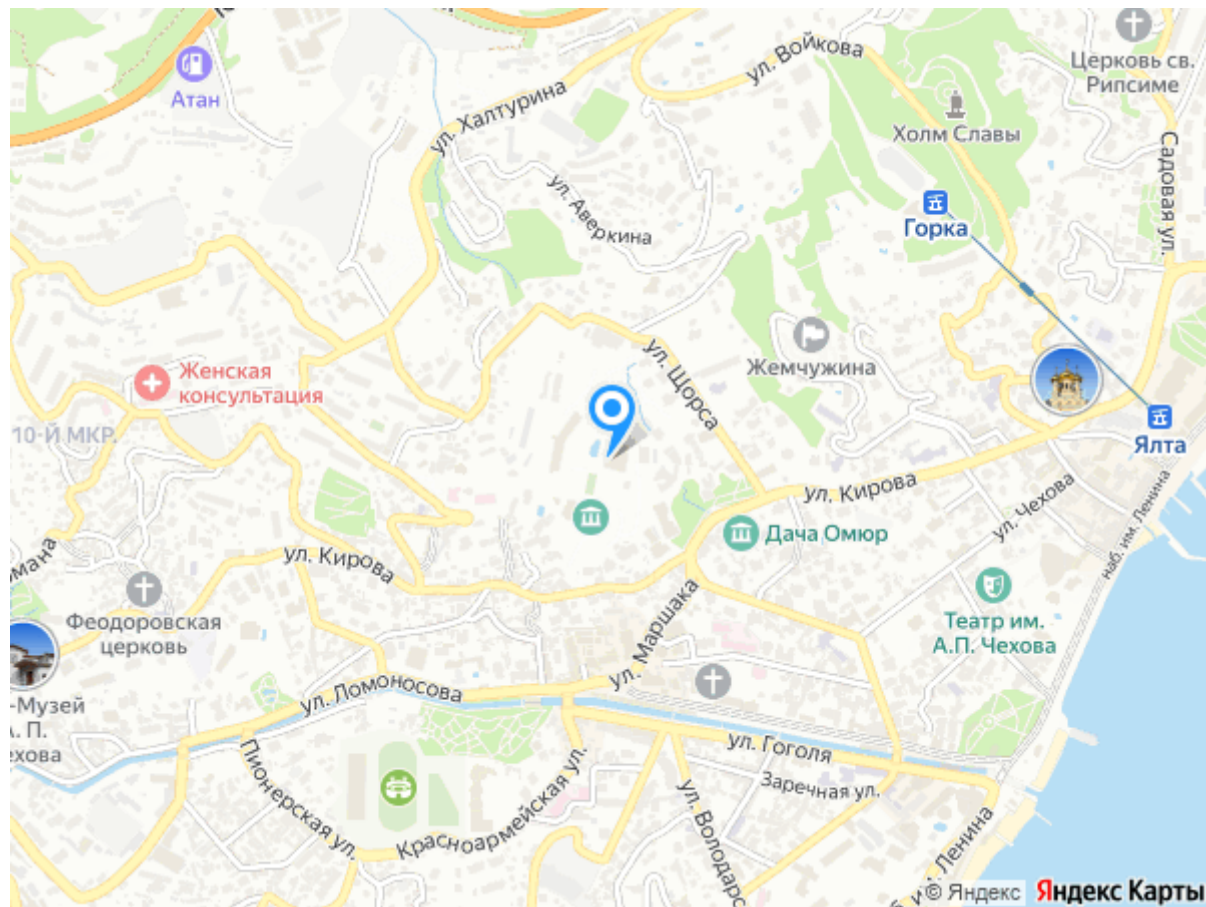 ул. Войкова
Церковь св.
Рипсиме
Атан
ул. Халтурина
Холм Славы
Садовая ул.
ул. Аверкина
Горка
ул. Щорса
Жемчужина
Женская
консультация
10-Й МКР.
Ялта
ул. Кирова
ул. Чехова
наб. им. Ленина
Дача Омюр
ул. Кирова
Феодоровская
церковь
Театр им.
А.П. Чехова
ул. Маршака
ул. Ломоносова
-Музей
П.
ехова
ул. Гоголя
Пионерская ул.
Заречная ул.
Красноармейская ул.
ул. Володарс
Ленина
© Яндекс Яндекс Карты